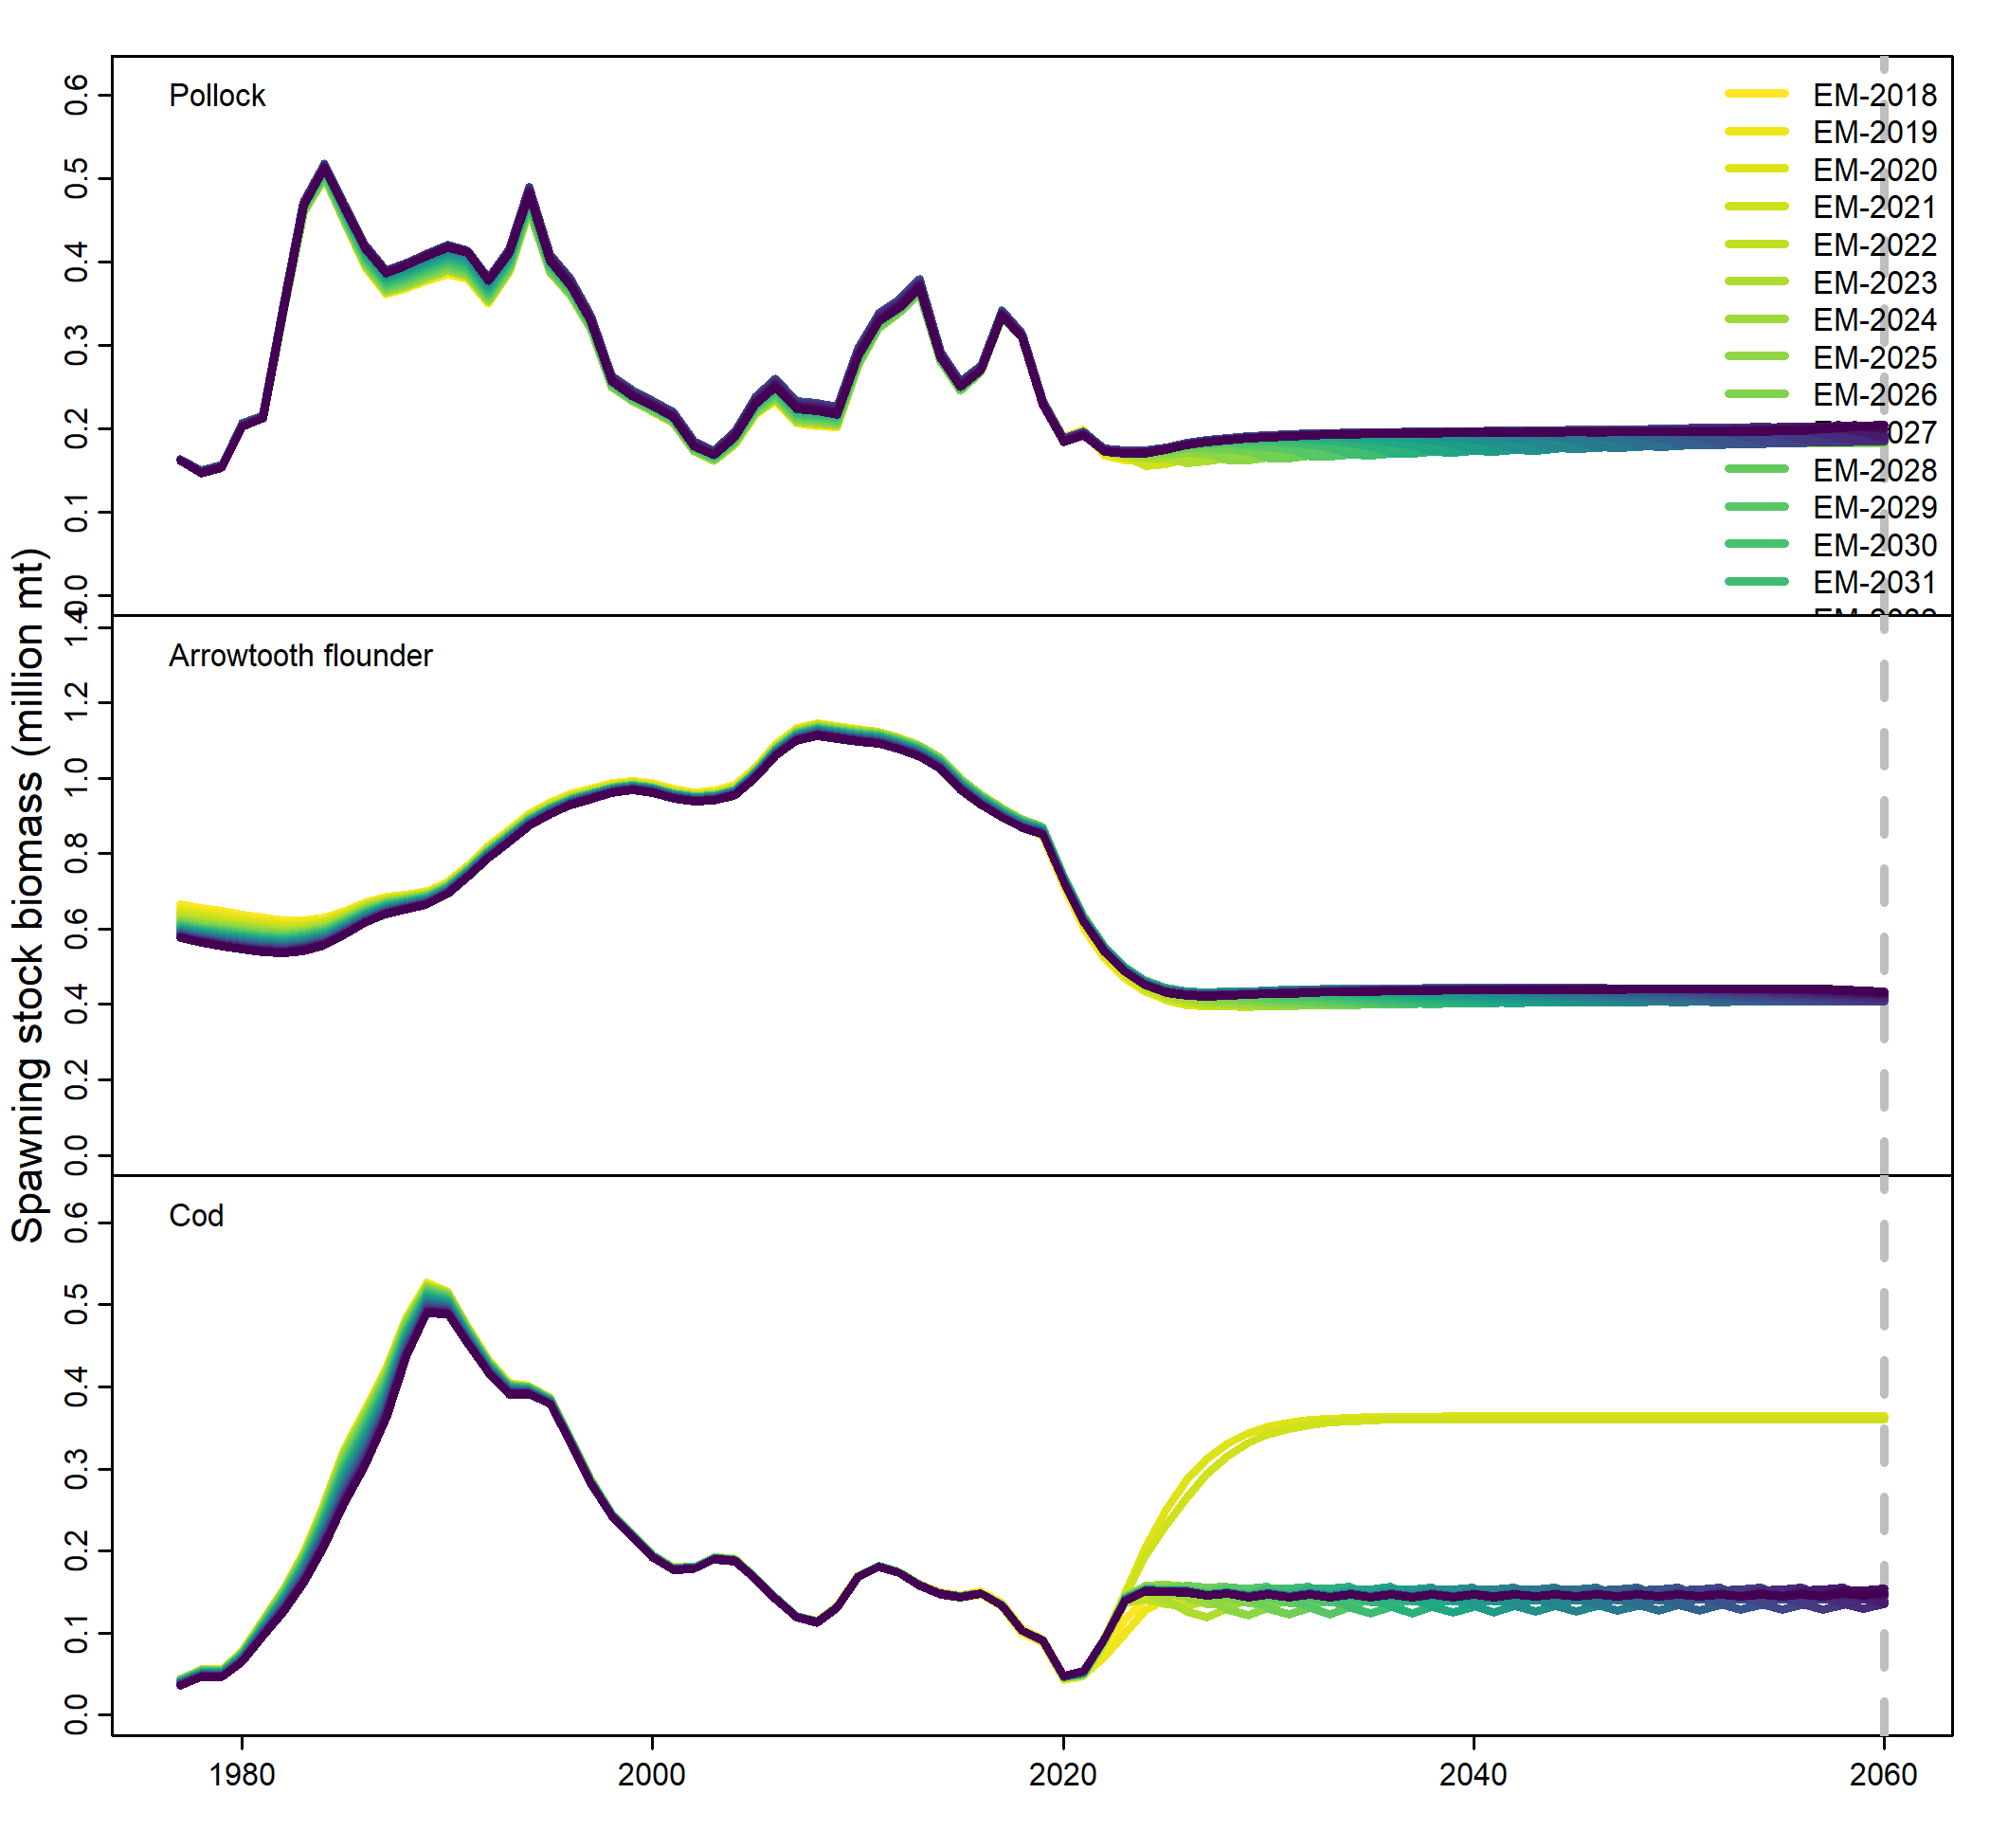 Spawning stock biomass (million mt)
Pollock
0.6
0.5
0.4
0.3
0.2
0.1
0.0
EM-2018
EM-2019
EM-2020
EM-2021
EM-2022
EM-2023
EM-2024
EM-2025
EM-2026
EM-2027
EM-2028
EM-2029
EM-2030
EM-2031
Arrowtooth flounder
1.4
1.2
1.0
0.8
0.6
0.4
0.2
0.0
Cod
0.6
0.5
0.4
0.3
0.2
0.1
0.0
1980 2000 2020 2040 2060